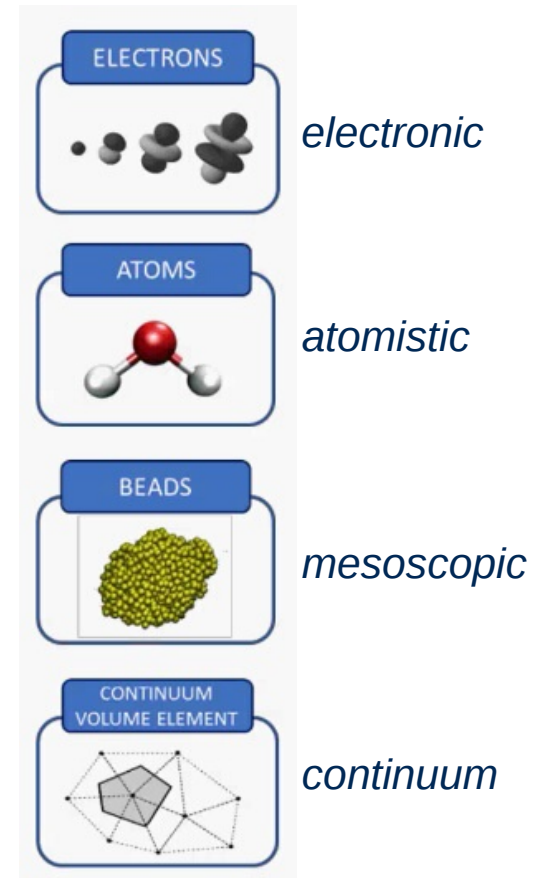 ELECTRONS
electronic
ATOMS
atomistic
BEADS
mesoscopic
CONTINUUM
VOLUME ELEMENT
continuum